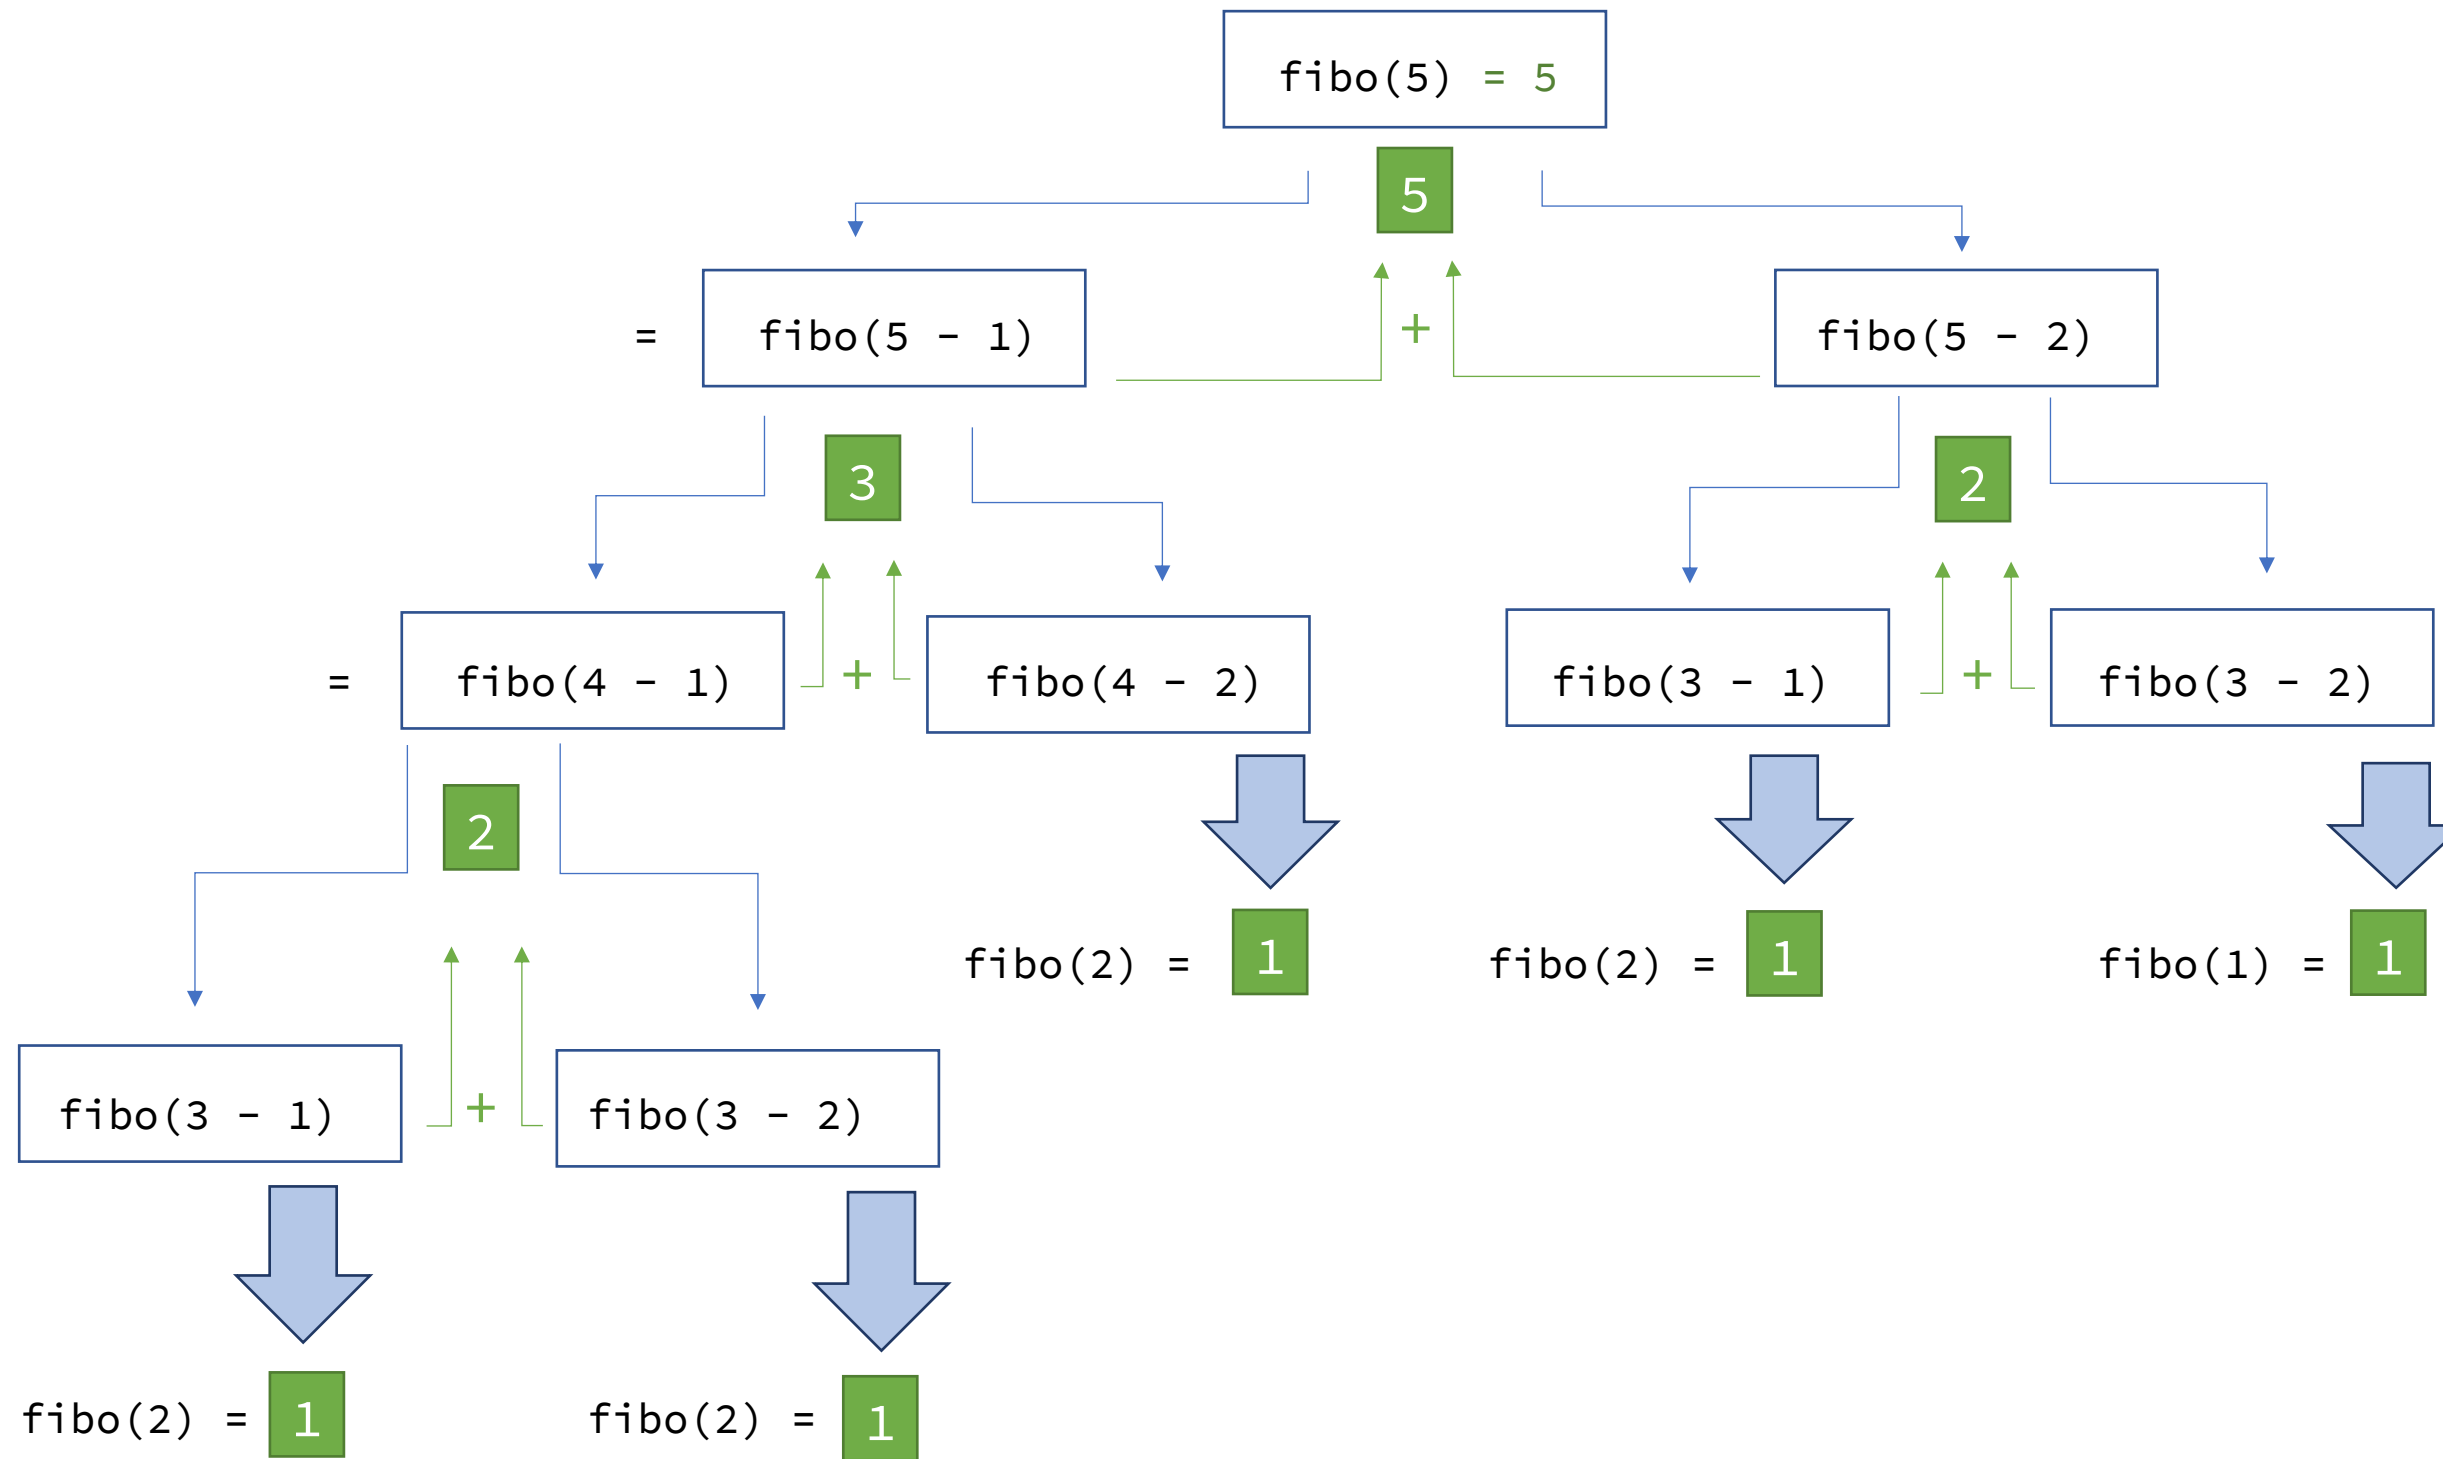 fibo(5) = 5
5
= fibo(5 - 1) + fibo(5 - 2)
3 2
= fibo(4 - 1) + fibo(4 - 2) fibo(3 - 1) + fibo(3 - 2)
2
fibo(2) = 1 fibo(2) = 1 fibo(1) = 1
fibo(3 - 1) + fibo(3 - 2)
fibo(2) = 1 fibo(2) = 1